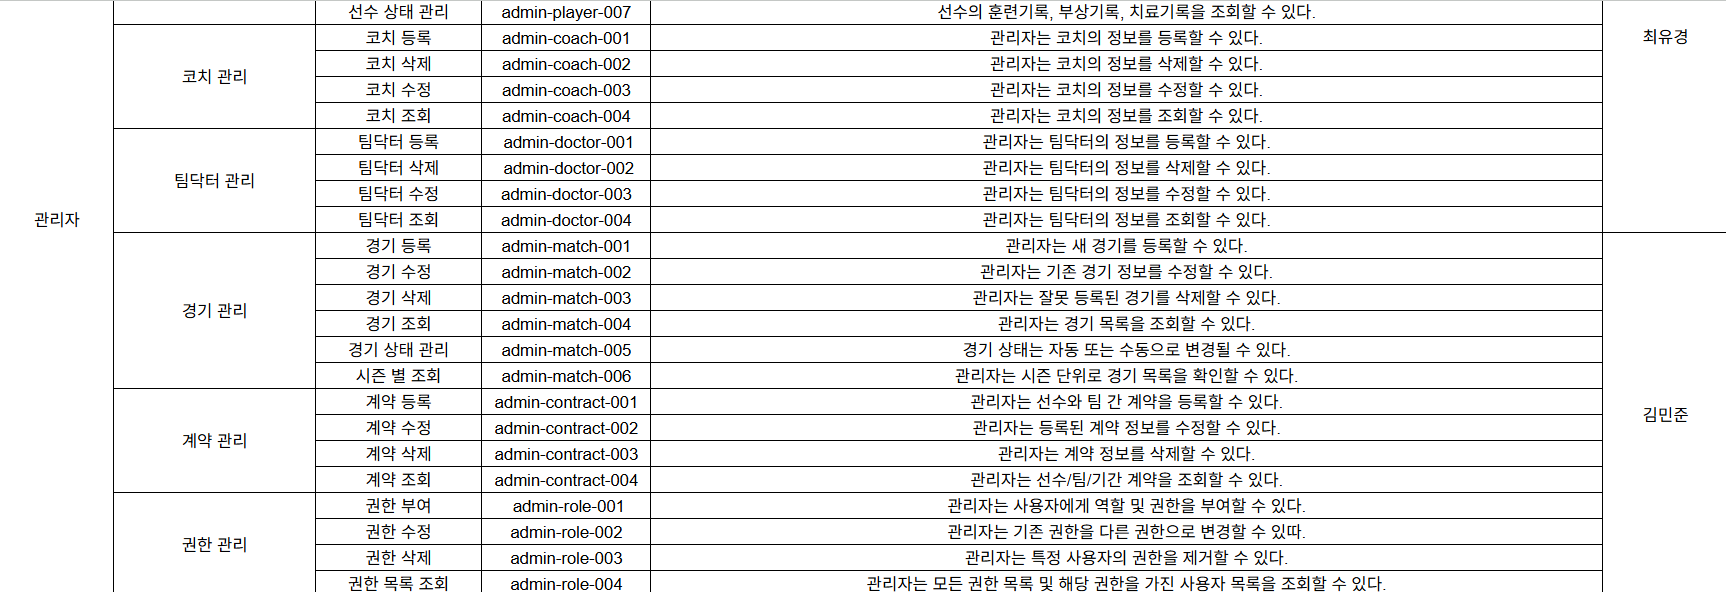 선수 상태 관리 admin-player-007 선수의 훈련기록, 부상기록, 치료기록을 조회할 수 있다.
최유경
코치 관리
코치 등록 admin-coach-001 관리자는 코치의 정보를 등록할 수 있다.
코치 삭제 admin-coach-002 관리자는 코치의 정보를 삭제할 수 있다.
코치 수정 admin-coach-003 관리자는 코치의 정보를 수정할 수 있다.
코치 조회 admin-coach-004 관리자는 코치의 정보를 조회할 수 있다.
팀닥터 관리
팀닥터 등록 admin-doctor-001 관리자는 팀닥터의 정보를 등록할 수 있다.
팀닥터 삭제 admin-doctor-002 관리자는 팀닥터의 정보를 삭제할 수 있다.
팀닥터 수정 admin-doctor-003 관리자는 팀닥터의 정보를 수정할 수 있다.
팀닥터 조회 admin-doctor-004 관리자는 팀닥터의 정보를 조회할 수 있다.
관리자
경기 관리
경기 등록 admin-match-001 관리자는 새 경기를 등록할 수 있다.
경기 수정 admin-match-002 관리자는 기존 경기 정보를 수정할 수 있다.
경기 삭제 admin-match-003 관리자는 잘못 등록된 경기를 삭제할 수 있다.
경기 조회 admin-match-004 관리자는 경기 목록을 조회할 수 있다.
경기 상태 관리 admin-match-005 경기 상태는 자동 또는 수동으로 변경될 수 있다.
시즌 별 조회 admin-match-006 관리자는 시즌 단위로 경기 목록을 확인할 수 있다.
계약 관리
계약 등록 admin-contract-001 관리자는 선수와 팀 간 계약을 등록할 수 있다.
계약 수정 admin-contract-002 관리자는 등록된 계약 정보를 수정할 수 있다.
계약 삭제 admin-contract-003 관리자는 계약 정보를 삭제할 수 있다.
계약 조회 admin-contract-004 관리자는 선수/팀/기간 계약을 조회할 수 있다.
김민준
권한 관리
권한 부여 admin-role-001 관리자는 사용자에게 역할 및 권한을 부여할 수 있다.
권한 수정 admin-role-002 관리자는 기존 권한을 다른 권한으로 변경할 수 있따.
권한 삭제 admin-role-003 관리자는 특정 사용자의 권한을 제거할 수 있다.
권한 목록 조회 admin-role-004 관리자는 모든 권한 목록 및 해당 권한을 가진 사용자 목록을 조회할 수 있다.